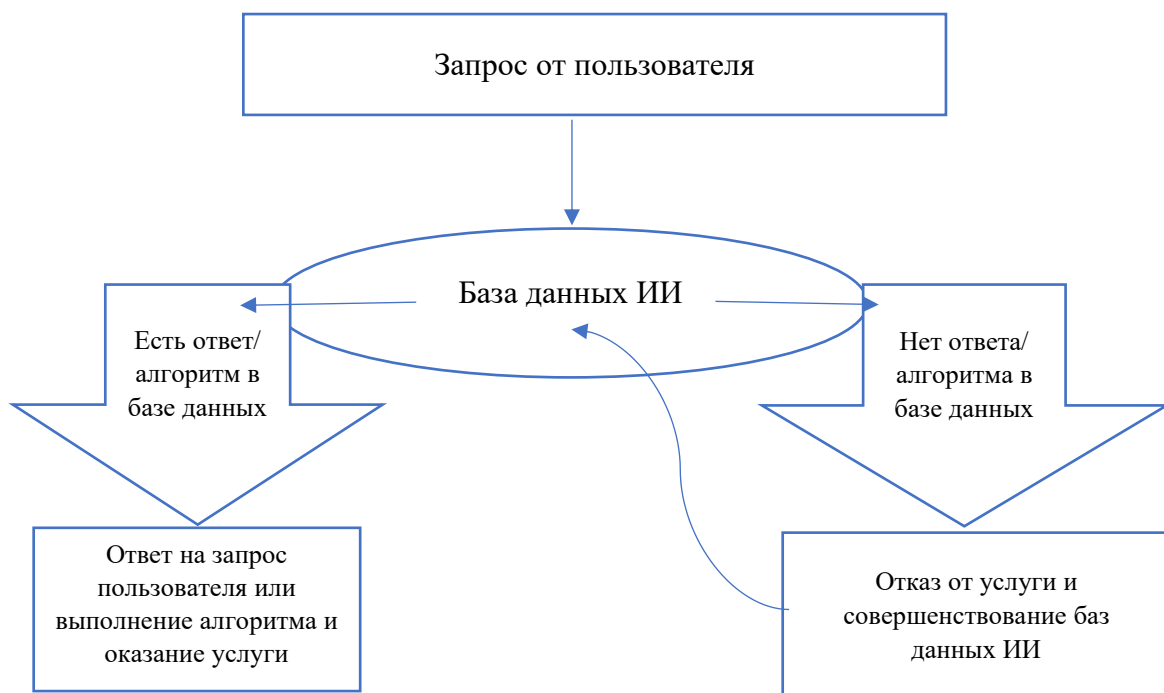 Запрос от пользователя
База данных ИИ
Есть ответ/
алгоритм в
базе данных
Нет ответа/
алгоритма в
базе данных
Ответ на запрос
пользователя или
выполнение алгоритма и
оказание услуги
Отказ от услуги и
совершенствование баз
данных ИИ